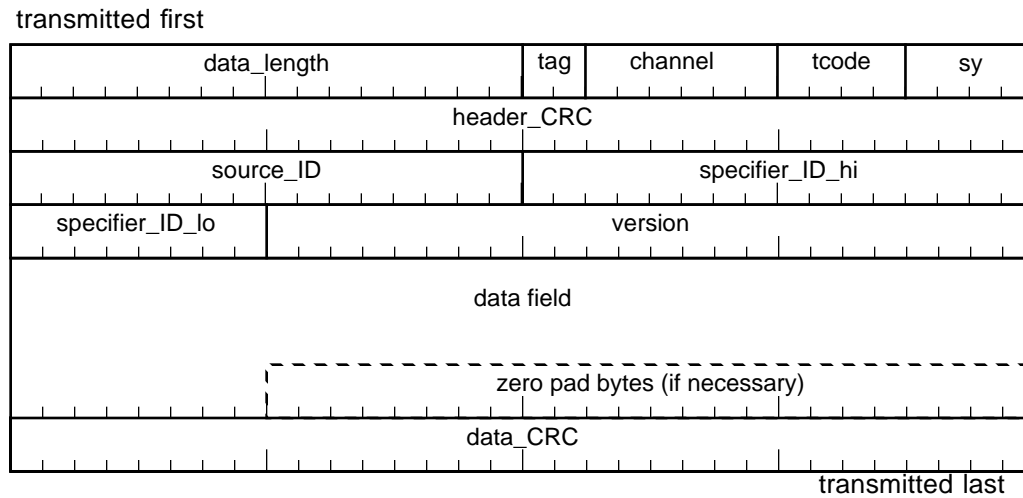 transmitted first
data_length tag channel tcode sy
header_CRC
source_ID specifier_ID_hi
specifier_ID_lo version
data field
zero pad bytes (if necessary)
data_CRC
transmitted last